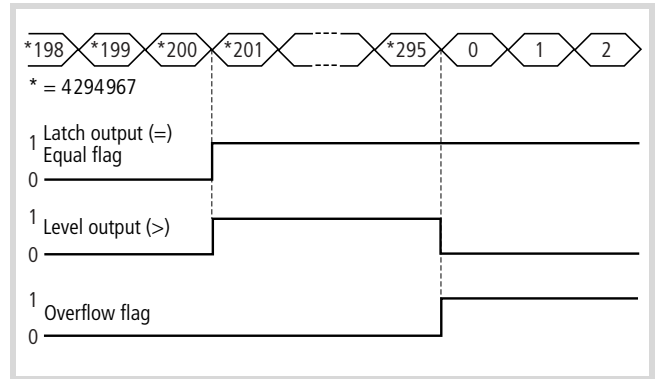 *198 *199 *200 *201 *295 0 1 2
* = 4294967
1 Latch output (=)
Equal flag
0
1 Level output (>)
0
1 Overflow flag
0